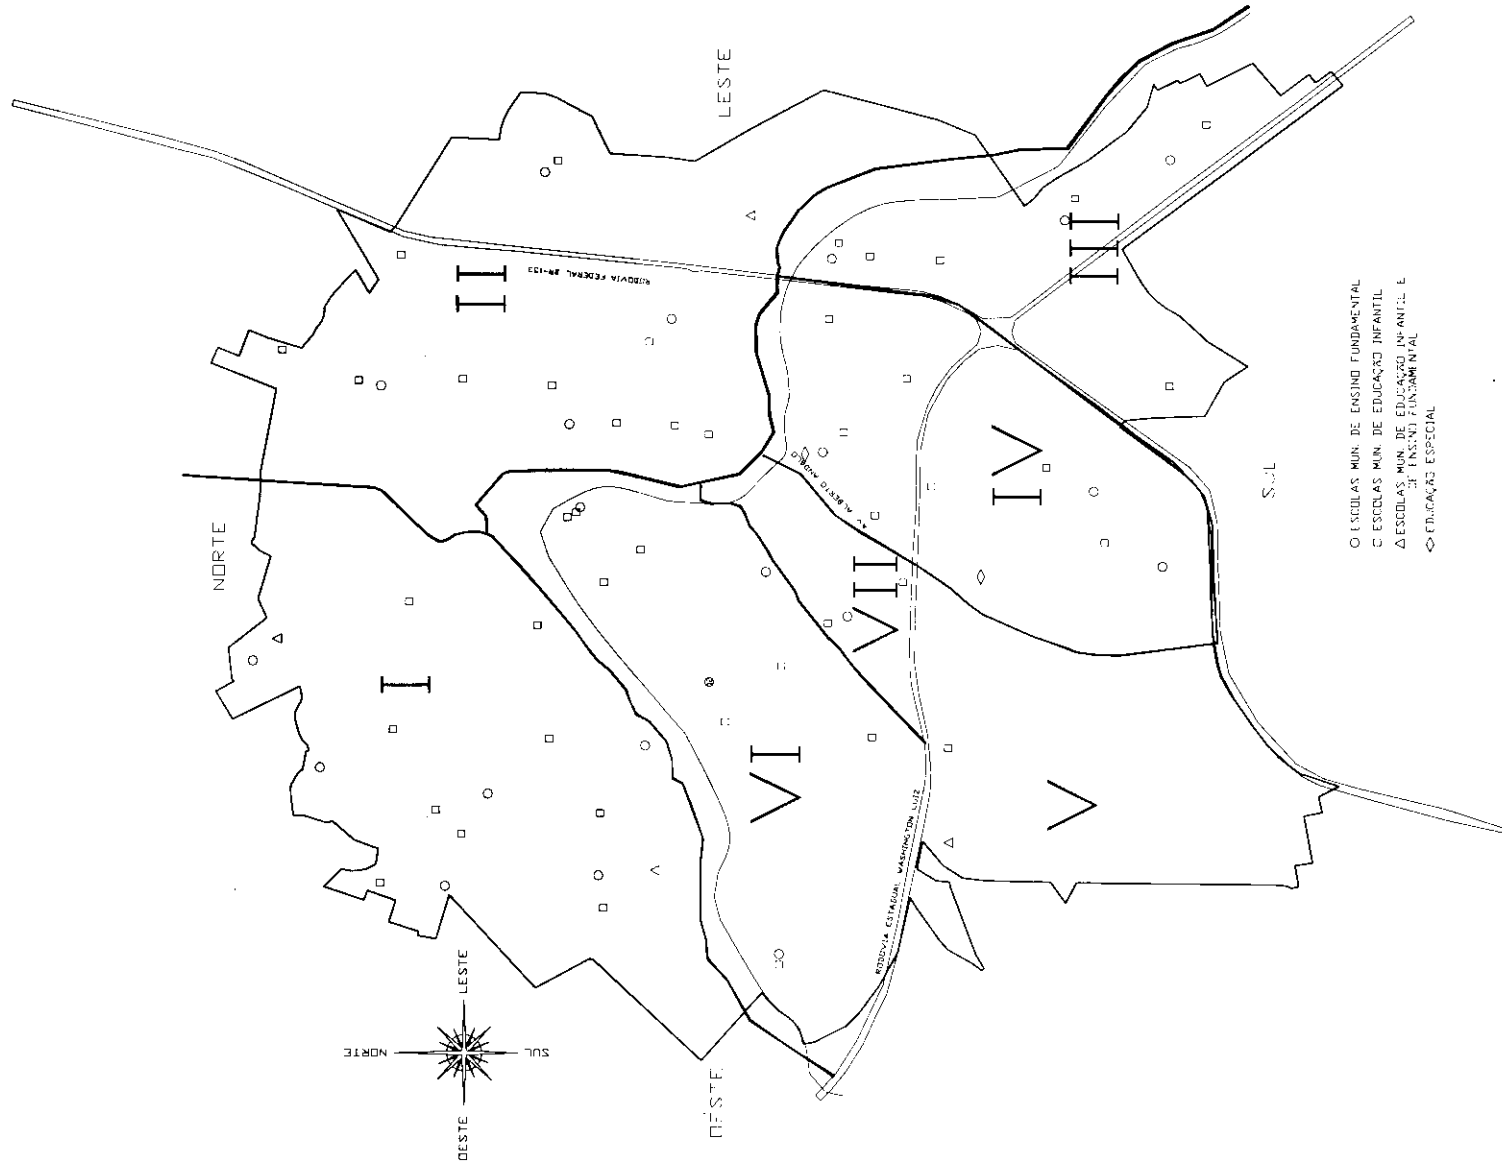 LESTE
NORTE
RODOVIA FEDERAL BR-153
II
III
I
AV. ALBERTO ANDALÓ
IV
VII
VI
V
SUL
RODOVIA ESTADUAL WASHINGTON LUIZ
OESTE
NORTE
LESTE
SUL
OESTE
ESCOLAS MUN. DE ENSINO FUNDAMENTAL
ESCOLAS MUN. DE EDUCAÇÃO INFANTIL
ESCOLAS MUN. DE EDUCAÇÃO INFANTIL E
DE ENSINO FUNDAMENTAL
EDUCAÇÃO ESPECIAL